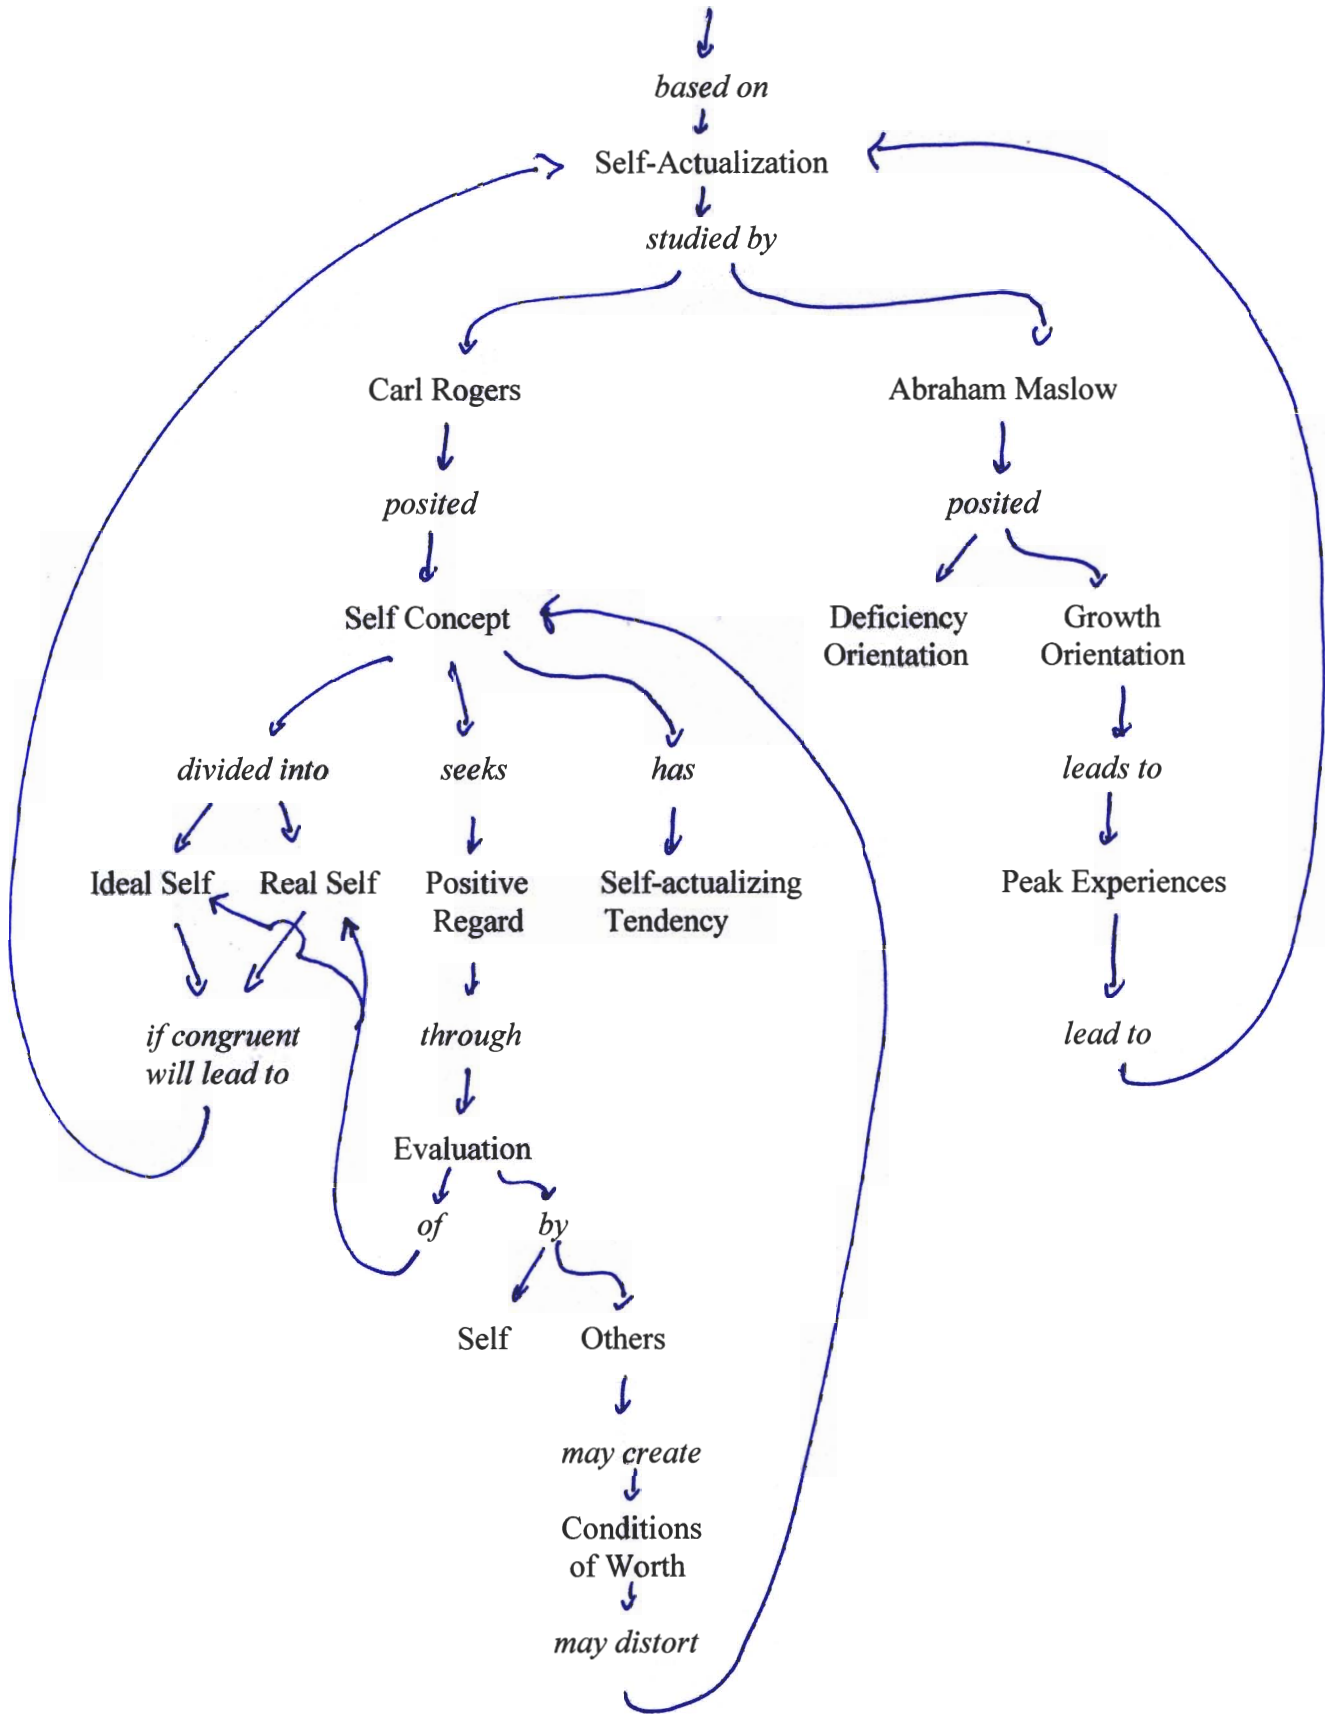 based on
Self-Actualization
studied by
Carl Rogers
Abraham Maslow
posited
posited
Self Concept
Deficiency
Orientation
Growth
Orientation
divided into
seeks
has
leads to
Ideal Self
Real Self
Positive
Regard
Self-actualizing
Tendency
Peak Experiences
if congruent
will lead to
through
lead to
Evaluation
of
by
Self
Others
may create
Conditions
of Worth
may distort